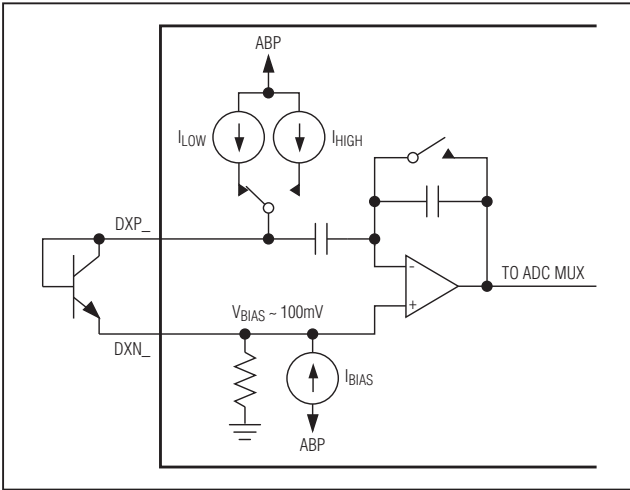 ABP
I_LOW
I_HIGH
DXP_
-
+
TO ADC MUX
V_BIAS ~ 100mV
DXN_
I_BIAS
ABP